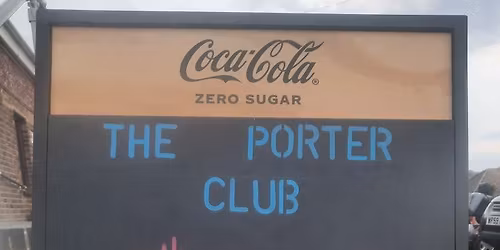 Coca-Cola®
ZERO SUGAR
THE PORTER
CLUB